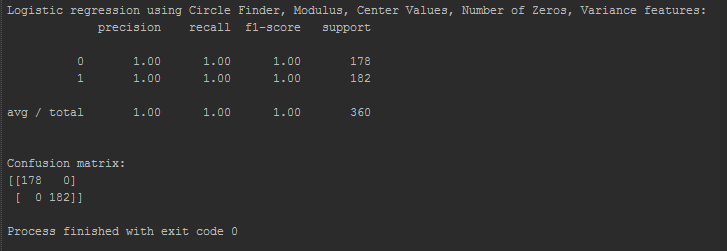 Logistic regression using Circle Finder, Modulus, Center Values, Number of Zeros, Variance features:
precision recall f1-score support
0 1.00 1.00 1.00 178
1 1.00 1.00 1.00 182
avg / total 1.00 1.00 1.00 360
Confusion matrix:
[[178 0]
[ 0 182]]
Process finished with exit code 0